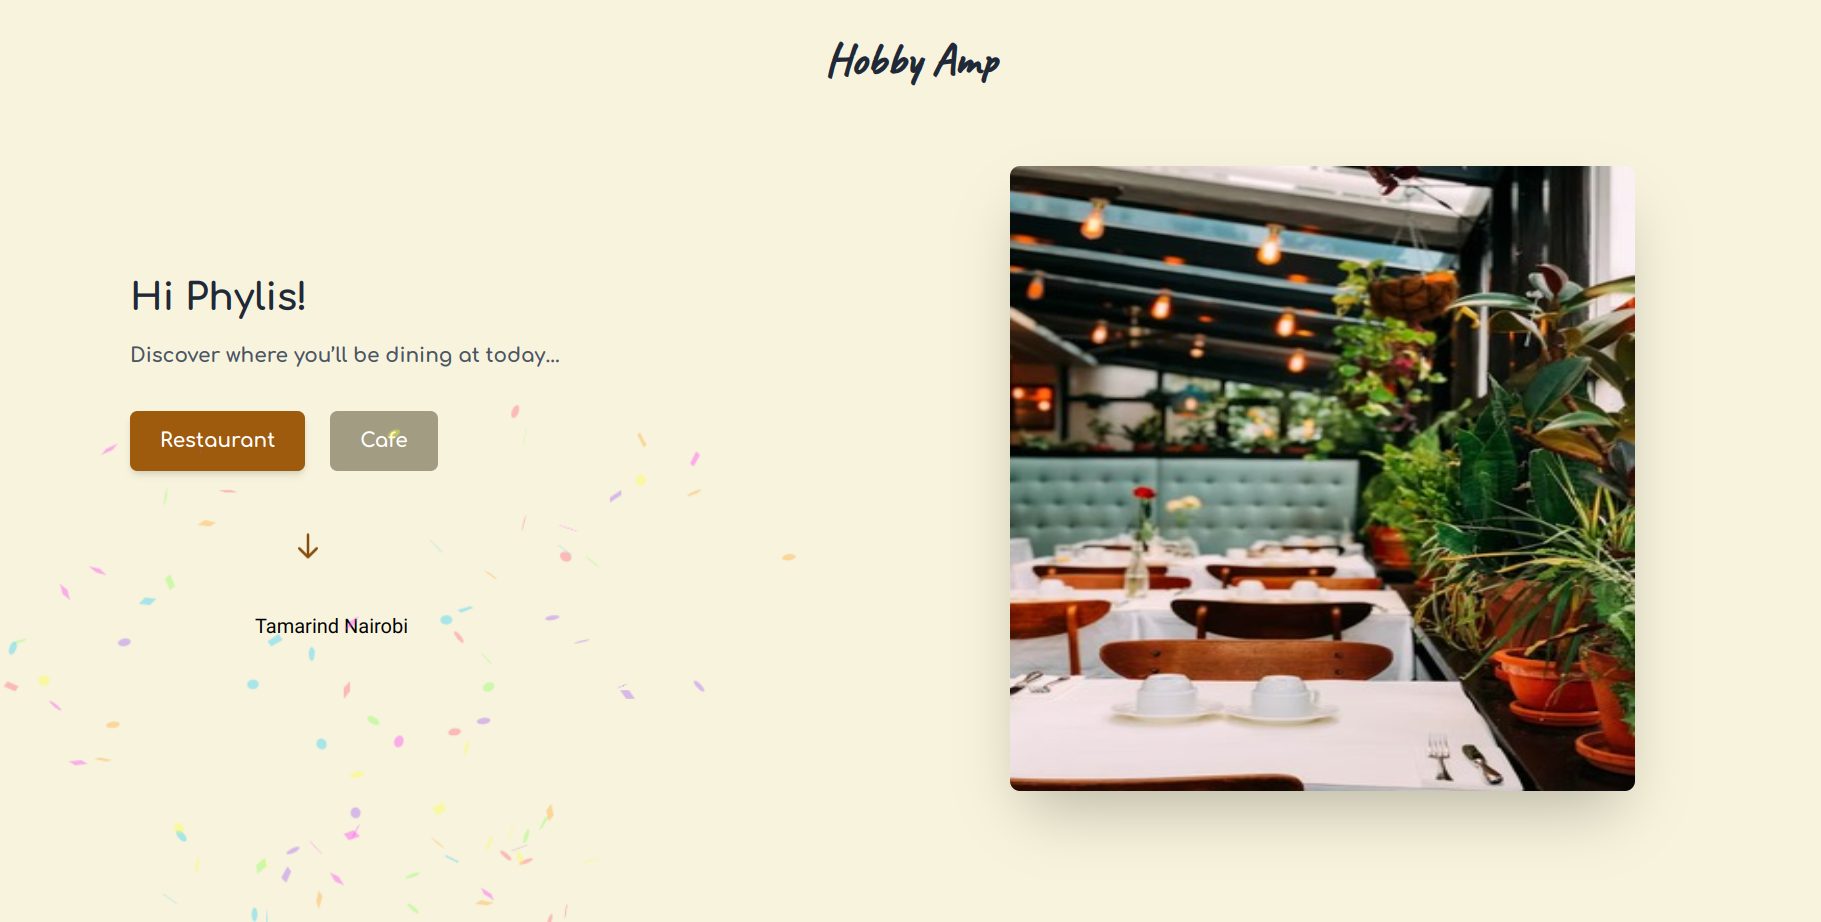 Hobby Amp
Hi Phylis!
Discover where you’ll be dining at today...
Restaurant
Cafe
Tamarind Nairobi